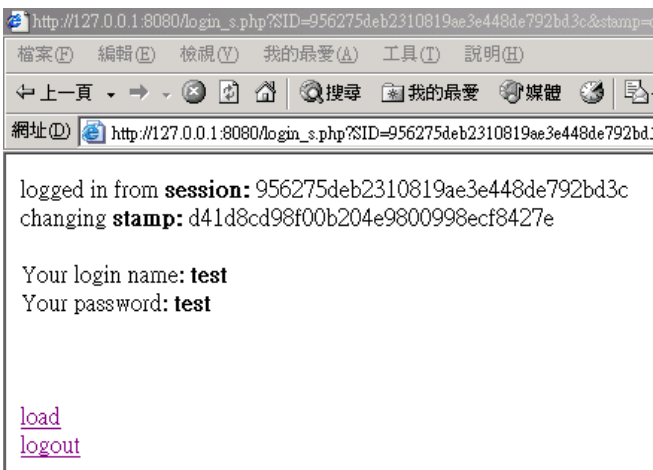 http://127.0.0.1:8080/login_s.php?SID=956275deb2310819ae3e448de792bd3c&stamp=
檔案(F) 編輯(E) 檢視(V) 我的最愛(A) 工具(T) 說明(H)
上一頁 搜尋 我的最愛 媒體
網址(D) http://127.0.0.1:8080/login_s.php?SID=956275deb2310819ae3e448de792bd
logged in from session: 956275deb2310819ae3e448de792bd3c
changing stamp: d41d8cd98f00b204e9800998ecf8427e
Your login name: test
Your password: test
load
logout